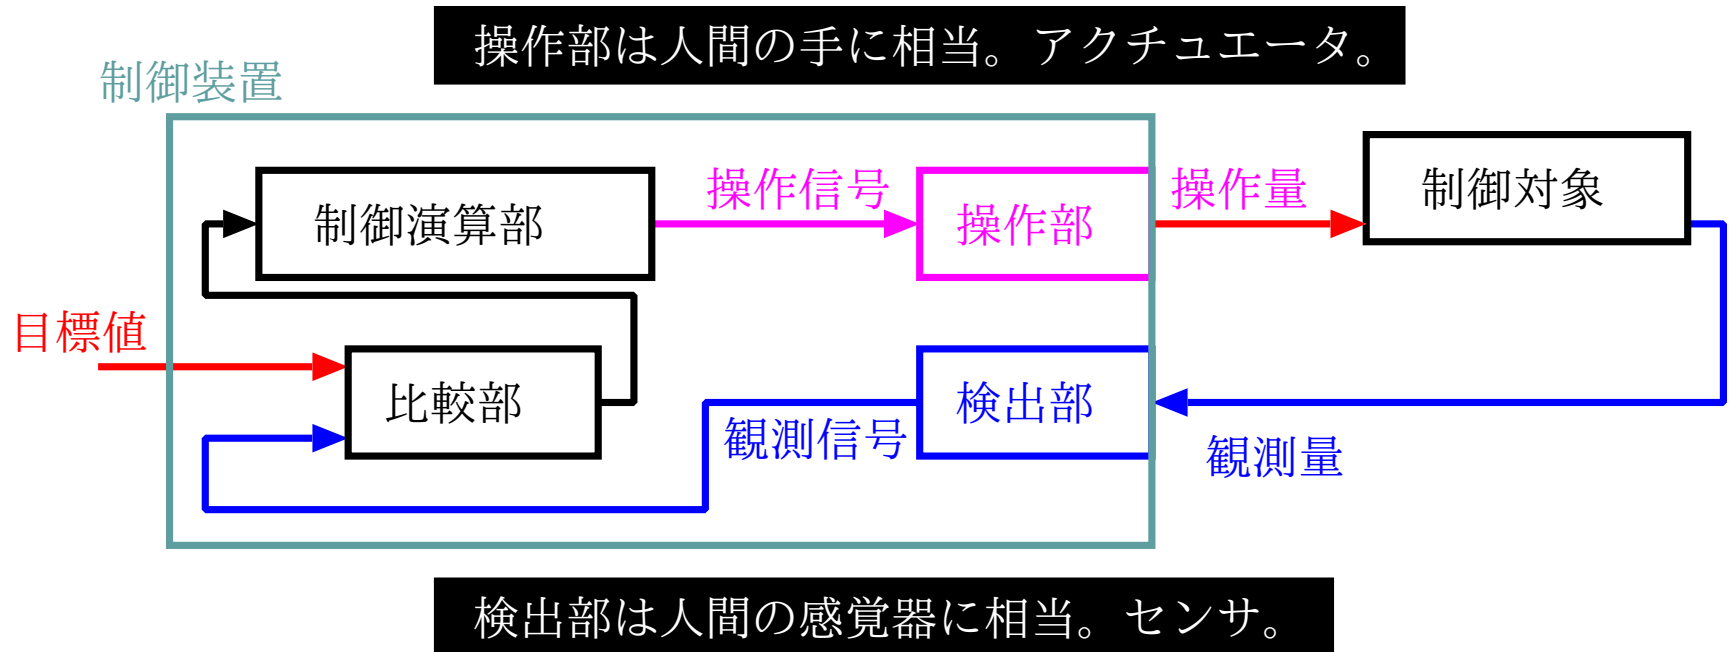 操作部は人間の手に相当。アクチュエータ。
制御装置
制御演算部
操作信号
操作部
操作量
制御対象
目標値
比較部
観測信号
検出部
観測量
検出部は人間の感覚器に相当。センサ。